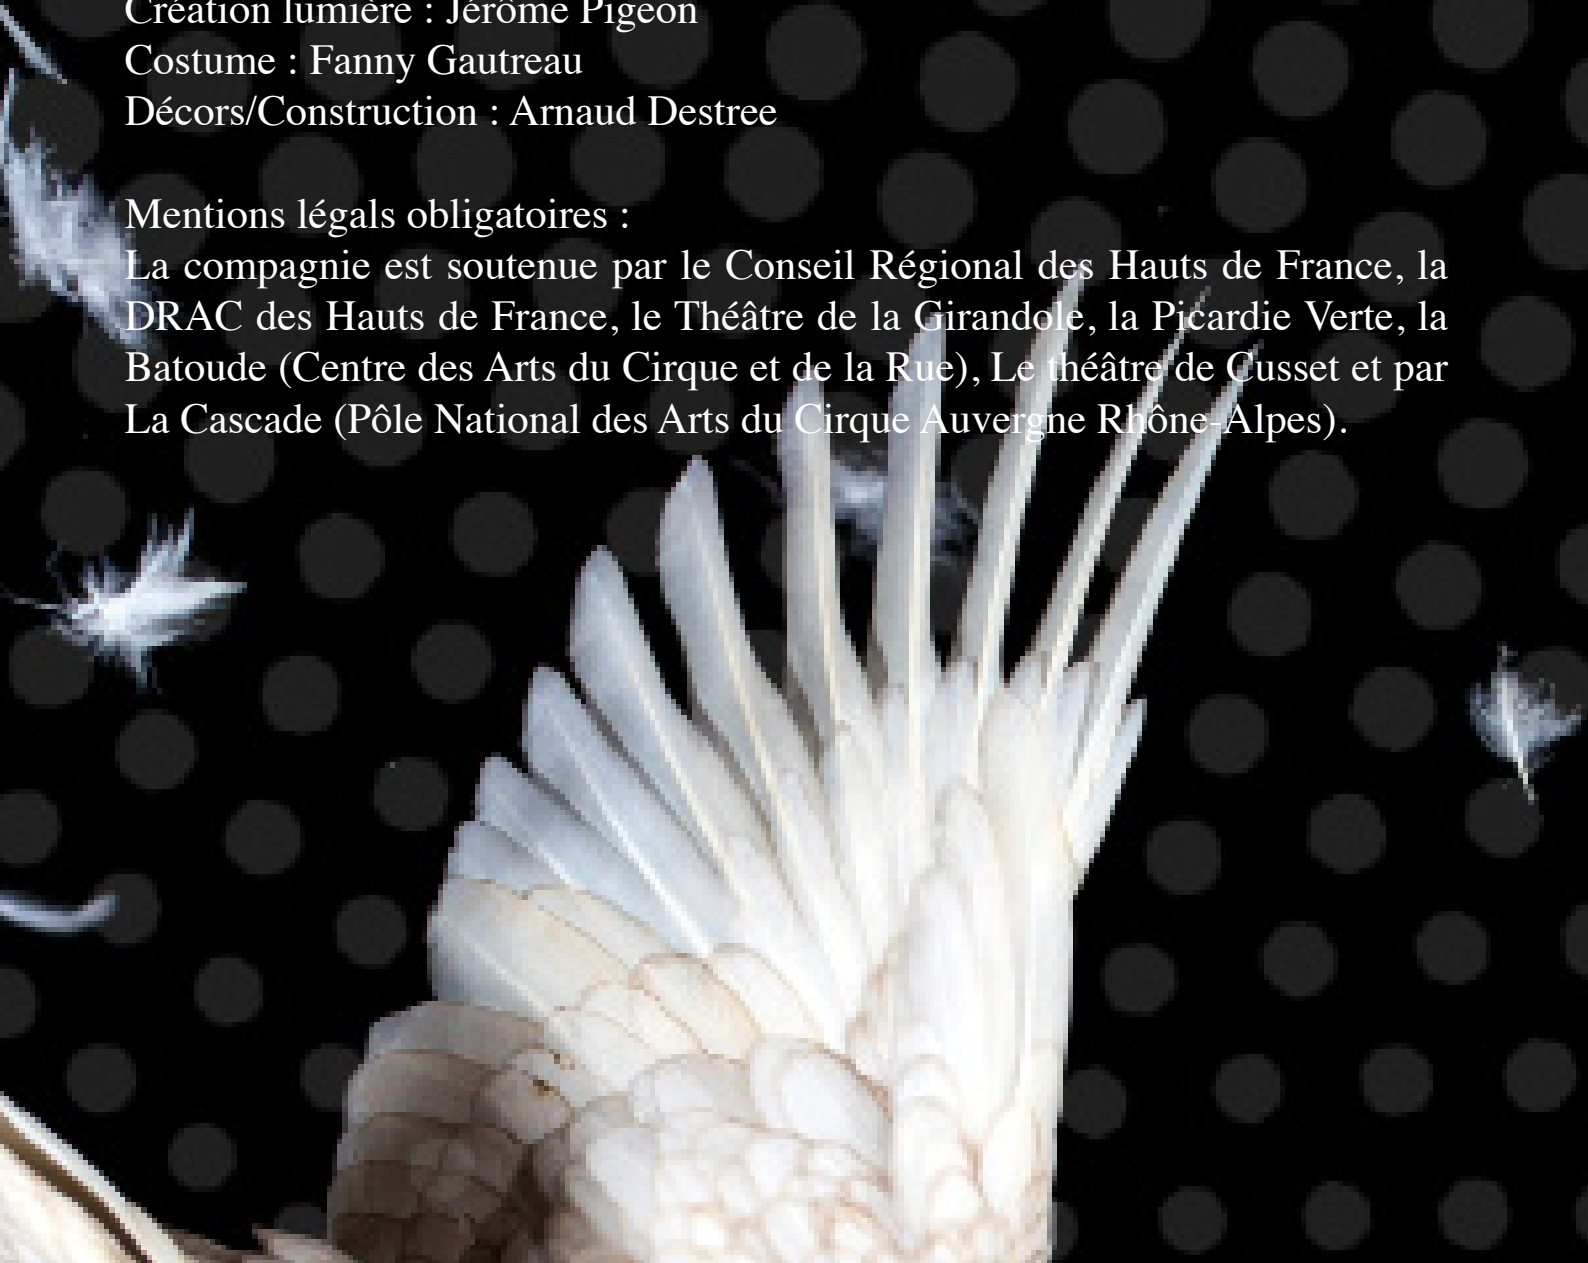 Création lumière : Jérôme Pigeon
Costume : Fanny Gautreau
Décors/Construction : Arnaud Destree
Mentions légals obligatoires :
La compagnie est soutenue par le Conseil Régional des Hauts de France, la
DRAC des Hauts de France, le Théâtre de la Girandole, la Picardie Verte, la
Batoude (Centre des Arts du Cirque et de la Rue), Le théâtre de Cusset et par
La Cascade (Pôle National des Arts du Cirque Auvergne Rhône-Alpes).